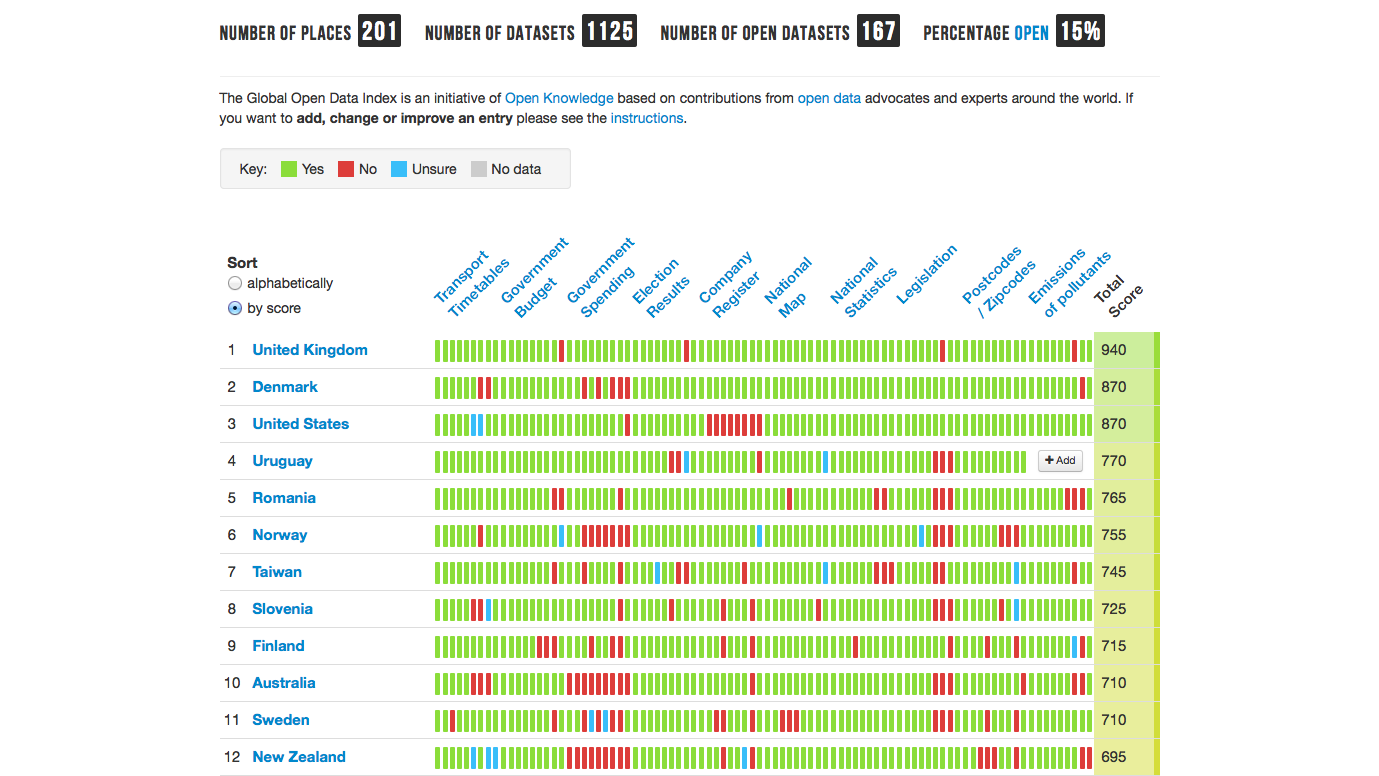 NUMBER OF PLACES 201 NUMBER OF DATASETS 1125 NUMBER OF OPEN DATASETS 167 PERCENTAGE OPEN 15%
The Global Open Data Index is an initiative of Open Knowledge based on contributions from open data advocates and experts around the world. If
you want to add, change or improve an entry please see the instructions.
Key: Yes No Unsure No data
Sort
alphabetically
by score
Transport
Timetables
Government
Budget
Government
Spending
Election
Results
Company
Register
National
Map
National
Statistics
Legislation
Postcodes
/ Zipcodes
Emissions
of pollutants
Total
Score
1 United Kingdom 940
2 Denmark 870
3 United States 870
4 Uruguay +Add 770
5 Romania 765
6 Norway 755
7 Taiwan 745
8 Slovenia 725
9 Finland 715
10 Australia 710
11 Sweden 710
12 New Zealand 695